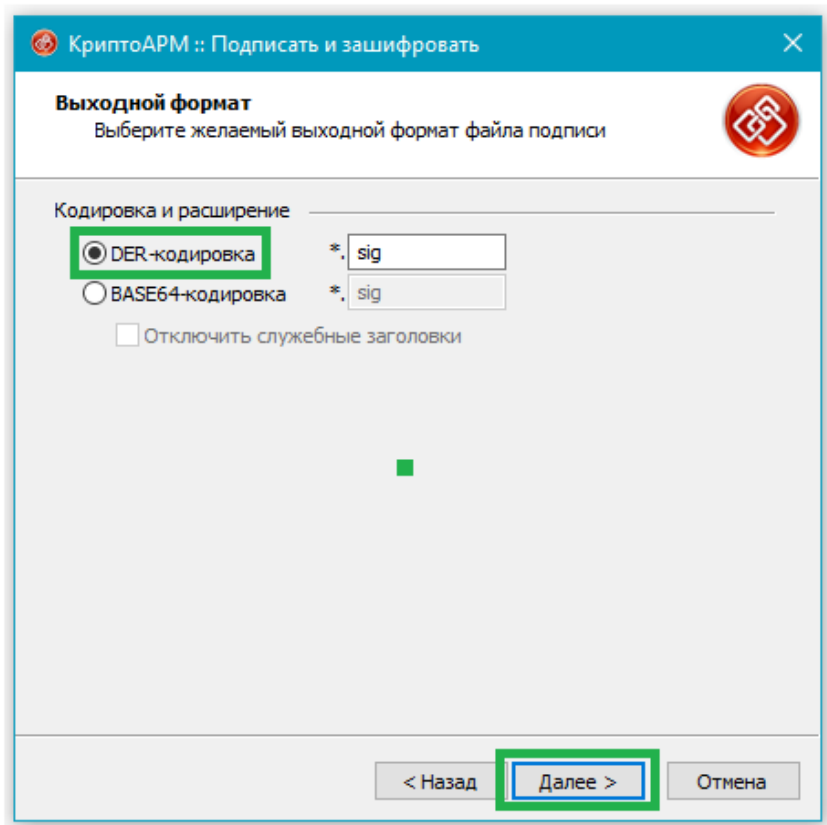 КриптоАРМ :: Подписать и зашифровать
Выходной формат
Выберите желаемый выходной формат файла подписи
Кодировка и расширение
DER-кодировка *. sig
BASE64-кодировка *. sig
Отключить служебные заголовки
< Назад Далее > Отмена